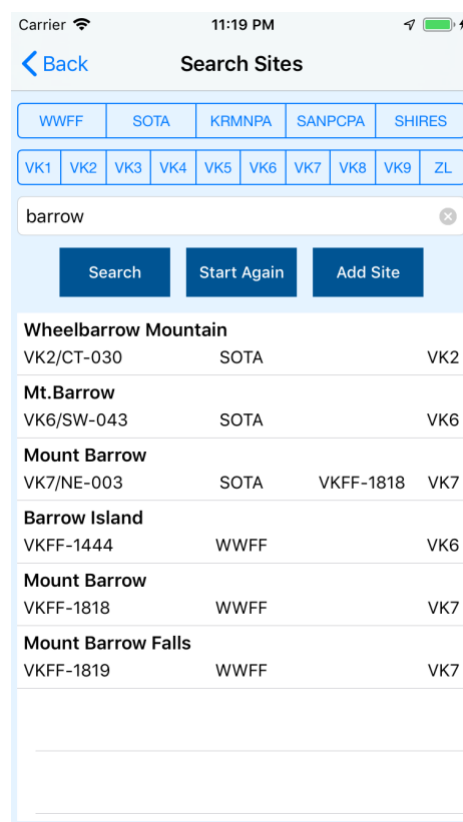 Carrier 11:19 PM
Back Search Sites
WWFF SOTA KRMNPA SANPCPA SHIRES
VK1 VK2 VK3 VK4 VK5 VK6 VK7 VK8 VK9 ZL
barrow
Search Start Again Add Site
Wheelbarrow Mountain
VK2/CT-030 SOTA VK2
Mt.Barrow
VK6/SW-043 SOTA VK6
Mount Barrow
VK7/NE-003 SOTA VKFF-1818 VK7
Barrow Island
VKFF-1444 WWFF VK6
Mount Barrow
VKFF-1818 WWFF VK7
Mount Barrow Falls
VKFF-1819 WWFF VK7